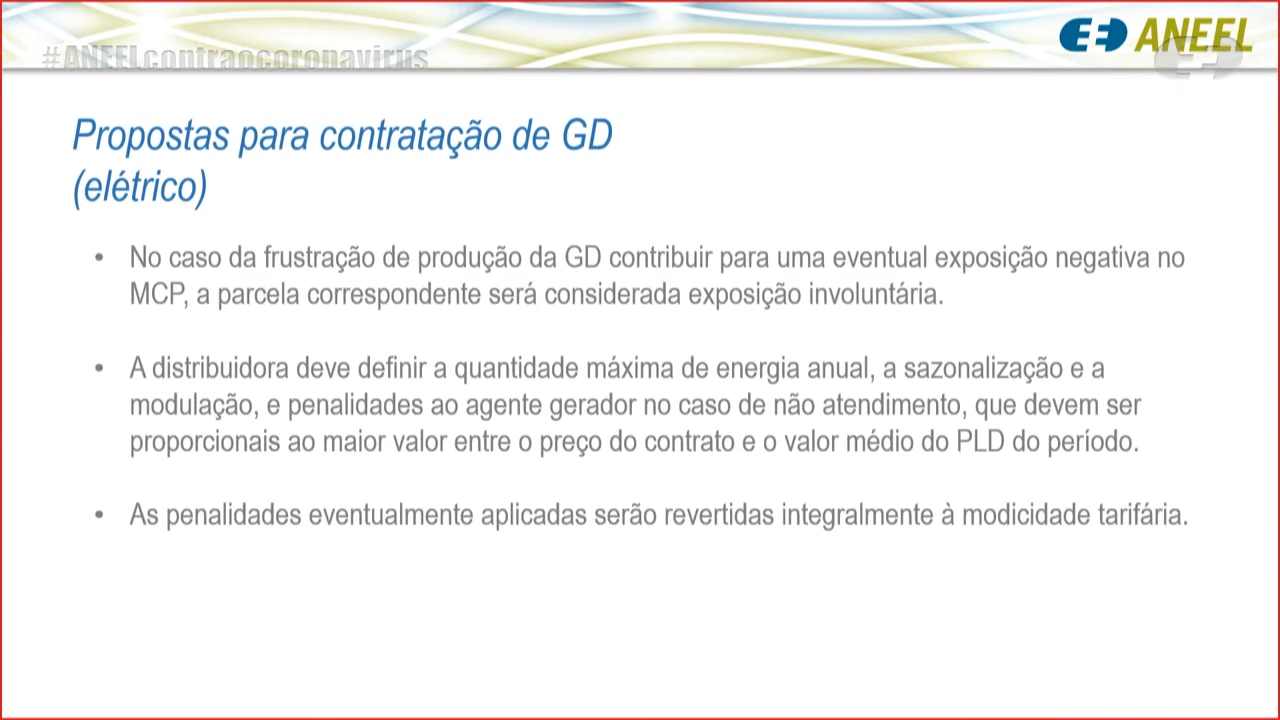 #ANEELcontraocoronavirus
ANEEL
Propostas para contratação de GD
(elétrico)
• No caso da frustração de produção da GD contribuir para uma eventual exposição negativa no
MCP, a parcela correspondente será considerada exposição involuntária.
• A distribuidora deve definir a quantidade máxima de energia anual, a sazonalização e a
modulação, e penalidades ao agente gerador no caso de não atendimento, que devem ser
proporcionais ao maior valor entre o preço do contrato e o valor médio do PLD do período.
• As penalidades eventualmente aplicadas serão revertidas integralmente à modicidade tarifária.